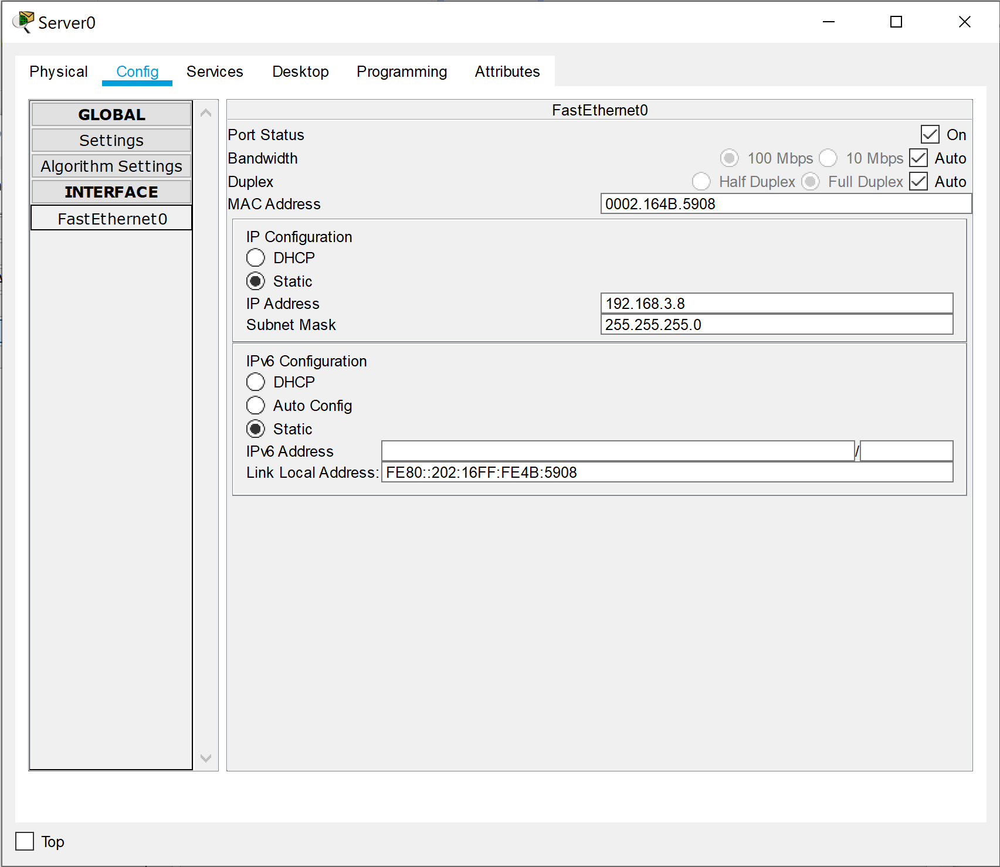 Server0
Physical Config Services Desktop Programming Attributes
GLOBAL
Settings
Algorithm Settings
INTERFACE
FastEthernet0
FastEthernet0
Port Status On
Bandwidth 100 Mbps 10 Mbps Auto
Duplex Half Duplex Full Duplex Auto
MAC Address 0002.164B.5908
IP Configuration
DHCP
Static
IP Address 192.168.3.8
Subnet Mask 255.255.255.0
IPv6 Configuration
DHCP
Auto Config
Static
IPv6 Address /
Link Local Address: FE80::202:16FF:FE4B:5908
Top